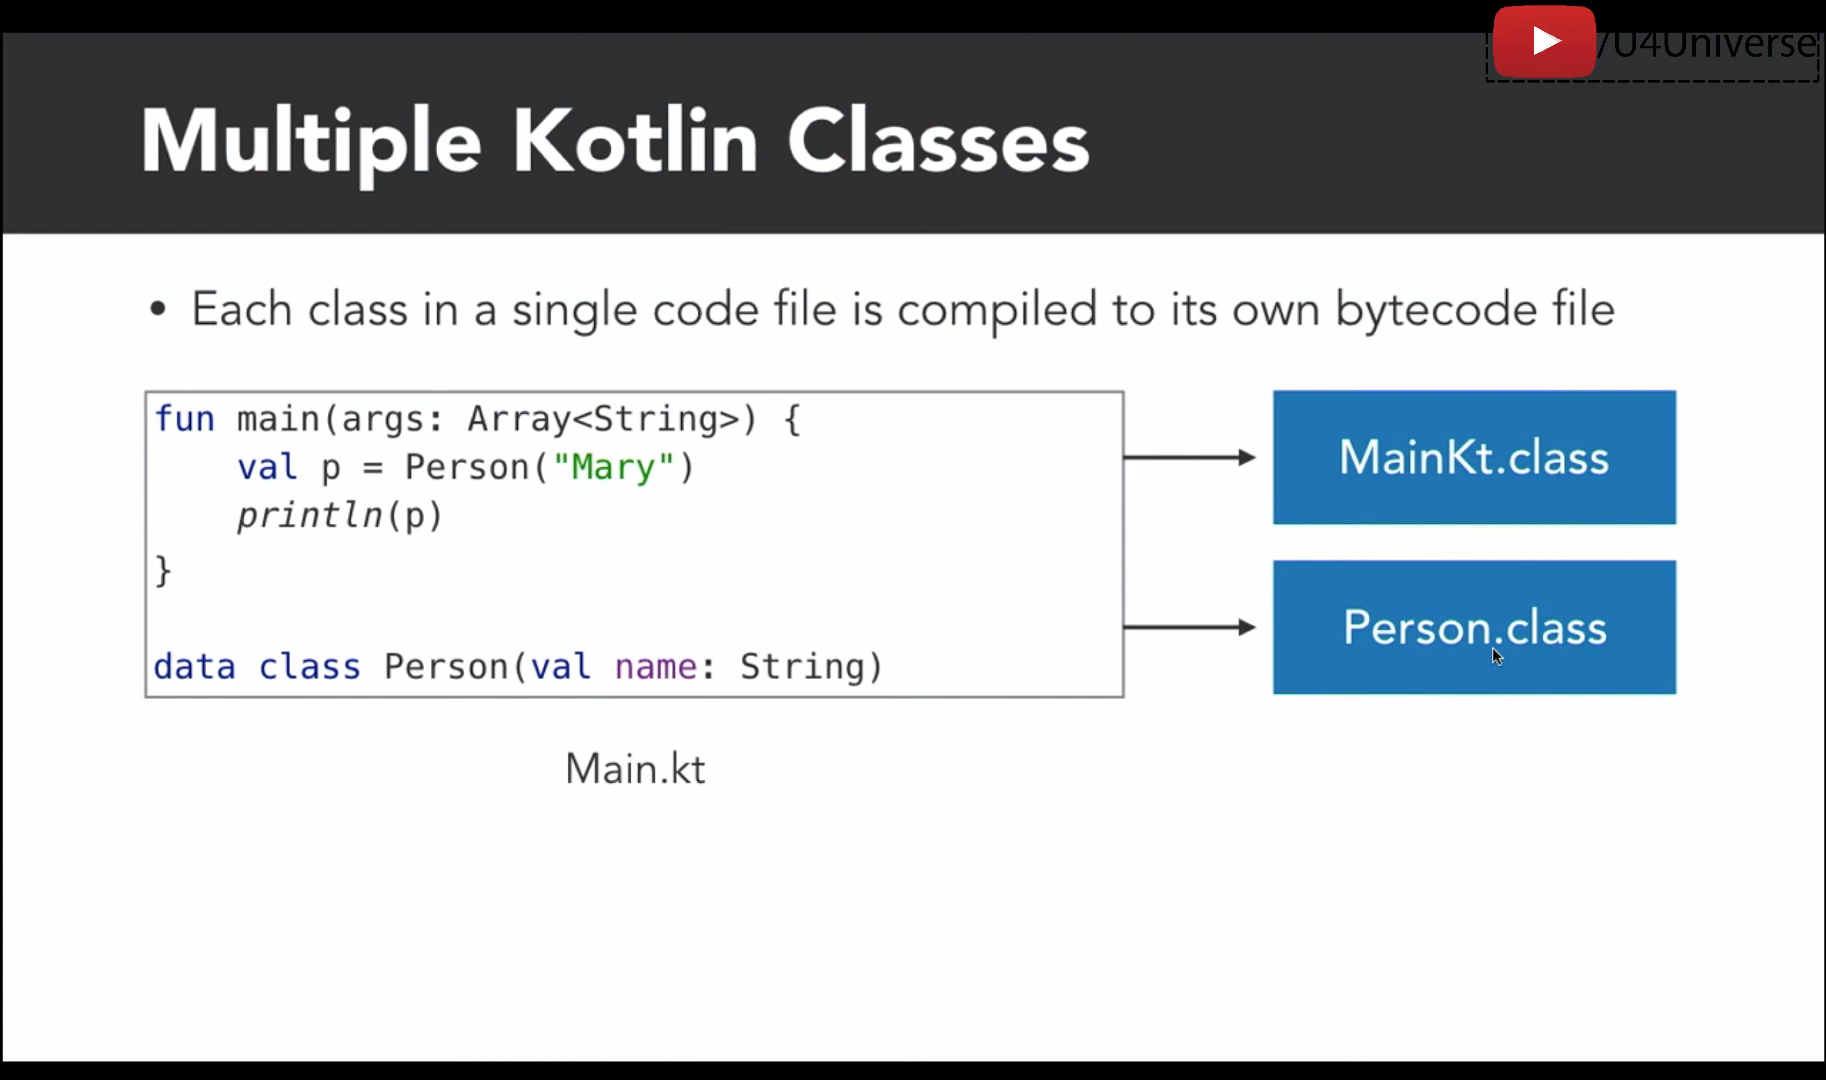 /U4Universe
Multiple Kotlin Classes
• Each class in a single code file is compiled to its own bytecode file
fun main(args: Array<String>) {
    val p = Person("Mary")
    println(p)
}
data class Person(val name: String)
MainKt.class
Person.class
Main.kt